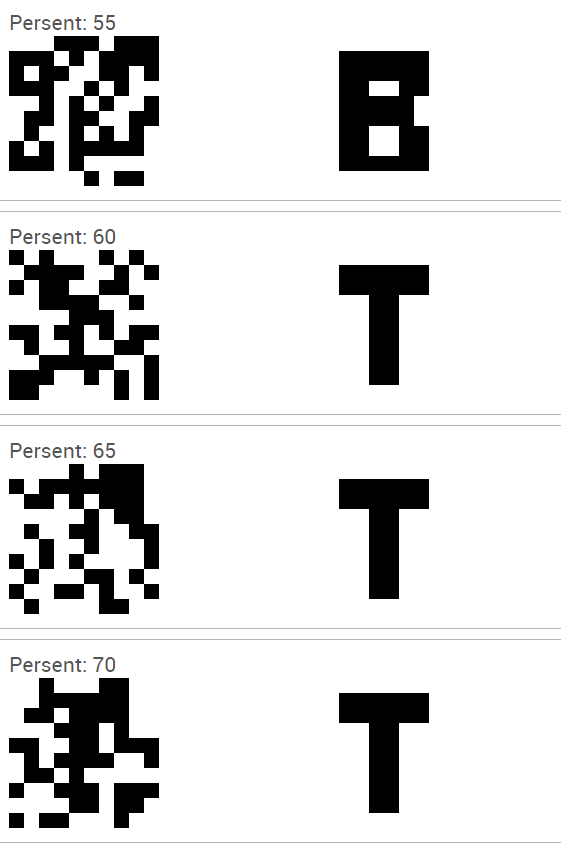 Persent: 55
B
Persent: 60
T
Persent: 65
T
Persent: 70
T